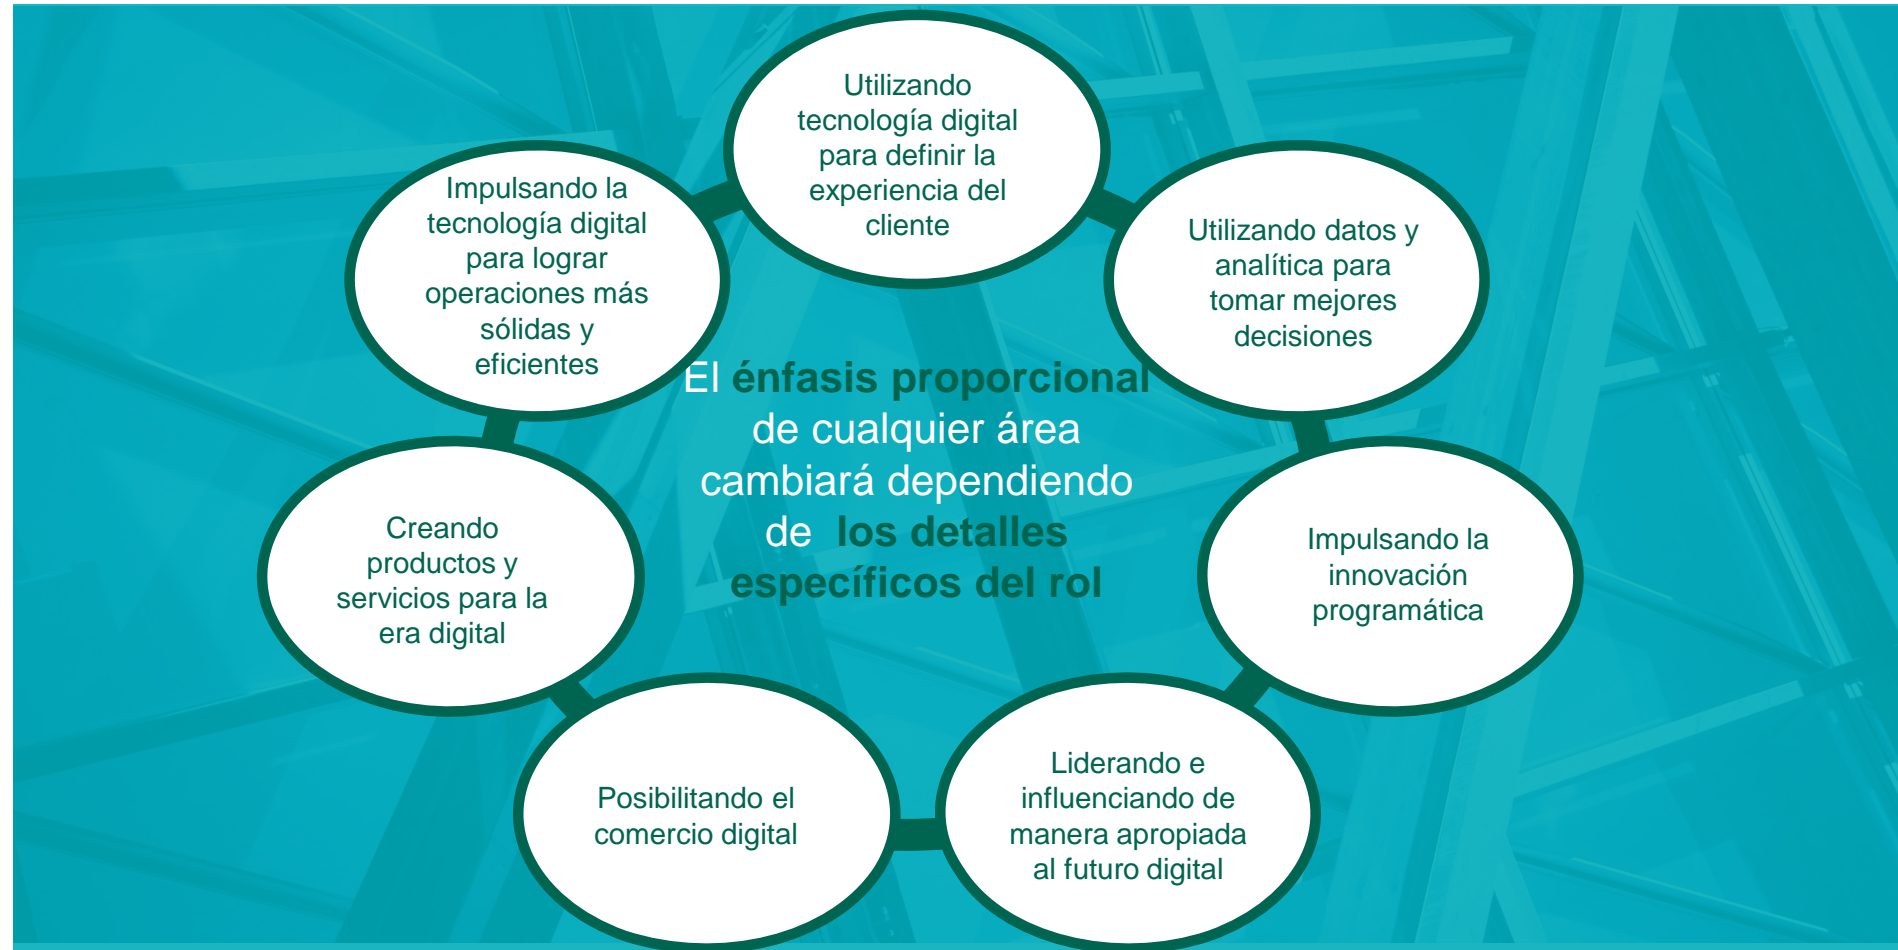 Utilizando
tecnología digital
para definir la
experiencia del
cliente
Utilizando datos y
analítica para
tomar mejores
decisiones
Impulsando la
innovación
programática
Liderando e
influenciando de
manera apropiada
al futuro digital
Posibilitando el
comercio digital
Creando
productos y
servicios para la
era digital
Impulsando la
tecnología digital
para lograr
operaciones más
sólidas y
eficientes
El énfasis proporcional
de cualquier área
cambiará dependiendo
de los detalles
específicos del rol